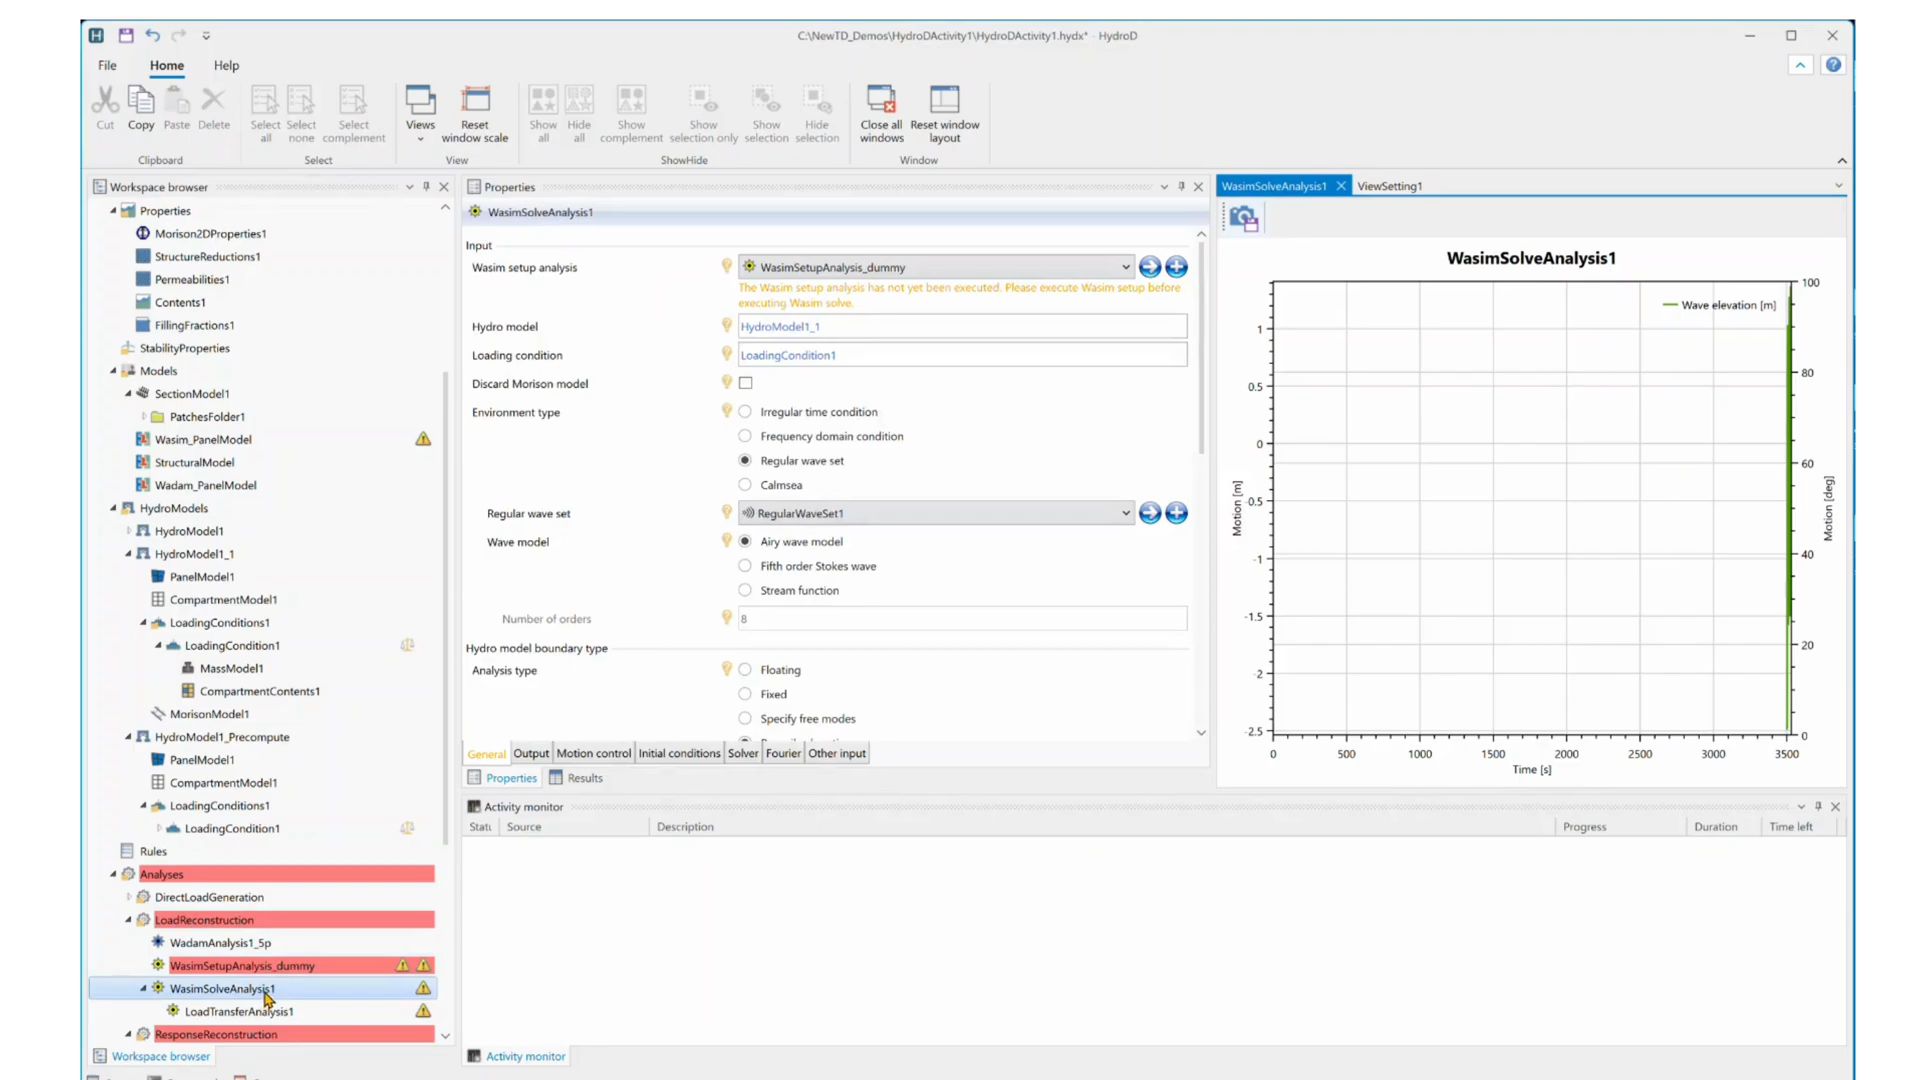 C:\NewTD_Demos\HydroDActivity1\HydroDActivity1.hydx* - HydroD
File Home Help
Cut Copy Paste Delete
Select all Select none Select complement
Views Reset window scale
Show all Hide all Show complement Show selection only Show selection Hide selection
Close all windows Reset window layout
Clipboard Select View ShowHide Window
Workspace browser
Properties
Morison2DProperties1
StructureReductions1
Permeabilities1
Contents1
FillingFractions1
StabilityProperties
Models
SectionModel1
PatchesFolder1
Wasim_PanelModel
StructuralModel
Wadam_PanelModel
HydroModels
HydroModel1
HydroModel1_1
PanelModel1
CompartmentModel1
LoadingConditions1
LoadingCondition1
MassModel1
CompartmentContents1
MorisonModel1
HydroModel1_Precompute
PanelModel1
CompartmentModel1
LoadingConditions1
LoadingCondition1
Rules
Analyses
DirectLoadGeneration
LoadReconstruction
WadamAnalysis1_5p
WasimSetupAnalysis_dummy
WasimSolveAnalysis1
LoadTransferAnalysis1
ResponseReconstruction
Workspace browser
Properties
WasimSolveAnalysis1
Input
Wasim setup analysis WasimSetupAnalysis_dummy
The Wasim setup analysis has not yet been executed. Please execute Wasim setup before
executing Wasim solve.
Hydro model HydroModel1_1
Loading condition LoadingCondition1
Discard Morison model
Environment type Irregular time condition
Frequency domain condition
Regular wave set
Calmsea
Regular wave set RegularWaveSet1
Wave model Airy wave model
Fifth order Stokes wave
Stream function
Number of orders 8
Hydro model boundary type
Analysis type Floating
Fixed
Specify free modes
General Output Motion control Initial conditions Solver Fourier Other input
Properties Results
WasimSolveAnalysis1 ViewSetting1
WasimSolveAnalysis1
Wave elevation [m]
Motion [m]
1
0.5
0
-0.5
-1
-1.5
-2
-2.5
100
80
60
40
20
0
Motion [deg]
0 500 1000 1500 2000 2500 3000 3500
Time [s]
Activity monitor
Statu Source Description Progress Duration Time left
Activity monitor